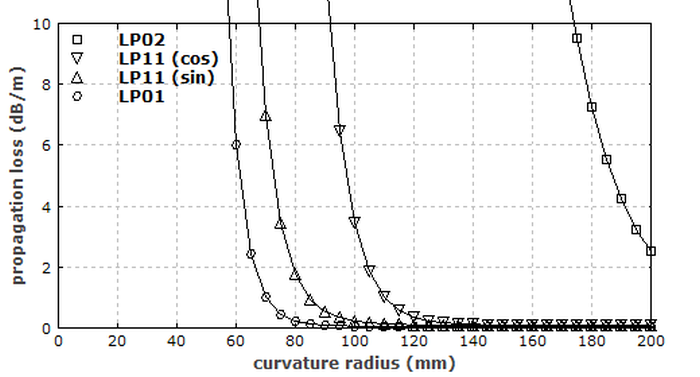 10
8
6
4
2
0
propagation loss (dB/m)
LP02
LP11 (cos)
LP11 (sin)
LP01
0 20 40 60 80 100 120 140 160 180 200
curvature radius (mm)